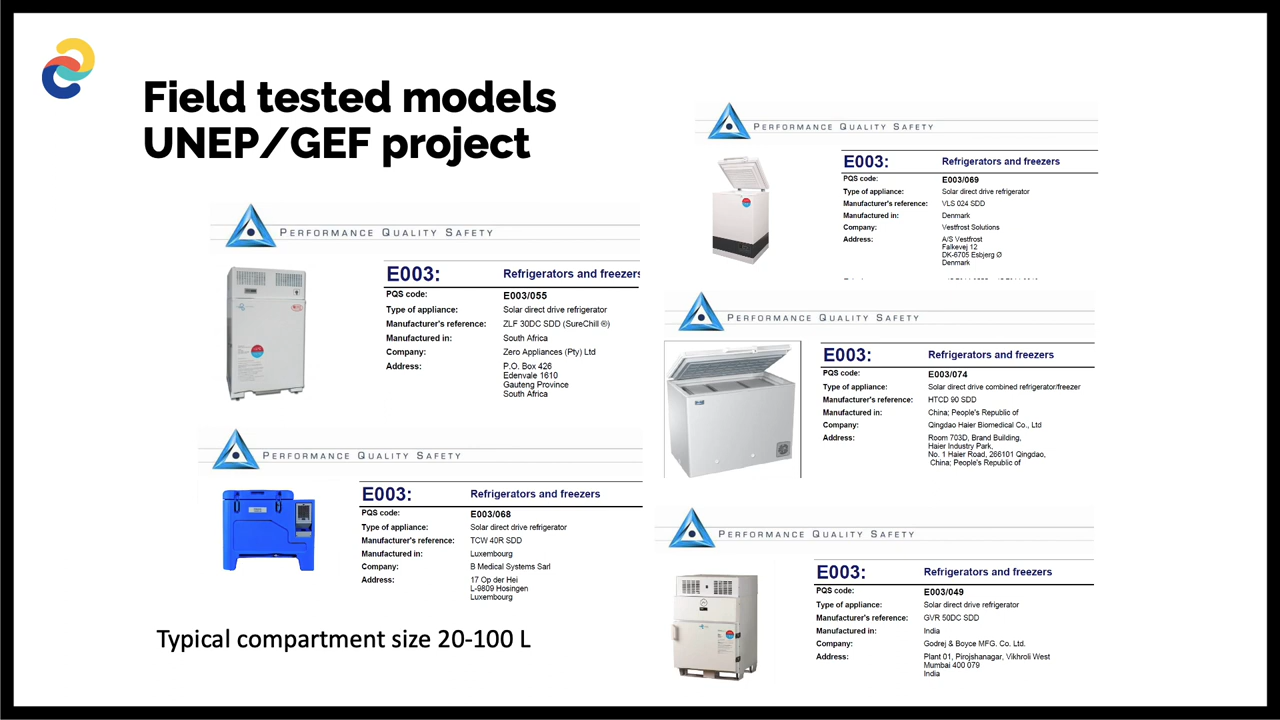 Field tested models
UNEP/GEF project
PERFORMANCE QUALITY SAFETY
E003: Refrigerators and freezers
PQS code: E003/055
Type of appliance: Solar direct drive refrigerator
Manufacturer's reference: ZLF 30DC SDD (SureChill ®)
Manufactured in: South Africa
Company: Zero Appliances (Pty) Ltd
Address: P.O. Box 426
Edenvale 1610
Gauteng Province
South Africa
PERFORMANCE QUALITY SAFETY
E003: Refrigerators and freezers
PQS code: E003/068
Type of appliance: Solar direct drive refrigerator
Manufacturer's reference: TCW 40R SDD
Manufactured in: Luxembourg
Company: B Medical Systems Sarl
Address: 17 Op der Hei
L-9809 Hosingen
Luxembourg
Typical compartment size 20-100 L
PERFORMANCE QUALITY SAFETY
E003: Refrigerators and freezers
PQS code: E003/069
Type of appliance: Solar direct drive refrigerator
Manufacturer's reference: VLS 024 SDD
Manufactured in: Denmark
Company: Vestfrost Solutions
Address: A/S Vestfrost
Falkevej 12
DK-6705 Esbjerg Ø
Denmark
PERFORMANCE QUALITY SAFETY
E003: Refrigerators and freezers
PQS code: E003/074
Type of appliance: Solar direct drive combined refrigerator/freezer
Manufacturer's reference: HTCD 90 SDD
Manufactured in: China; People's Republic of
Company: Qingdao Haier Biomedical Co., Ltd
Address: Room 703D, Brand Building,
Haier Industry Park,
No. 1 Haier Road, 266101 Qingdao,
China; People's Republic of
PERFORMANCE QUALITY SAFETY
E003: Refrigerators and freezers
PQS code: E003/049
Type of appliance: Solar direct drive refrigerator
Manufacturer's reference: GVR 50DC SDD
Manufactured in: India
Company: Godrej & Boyce MFG. Co. Ltd.
Address: Plant 01, Pirojshanagar, Vikhroli West
Mumbai 400 079
India